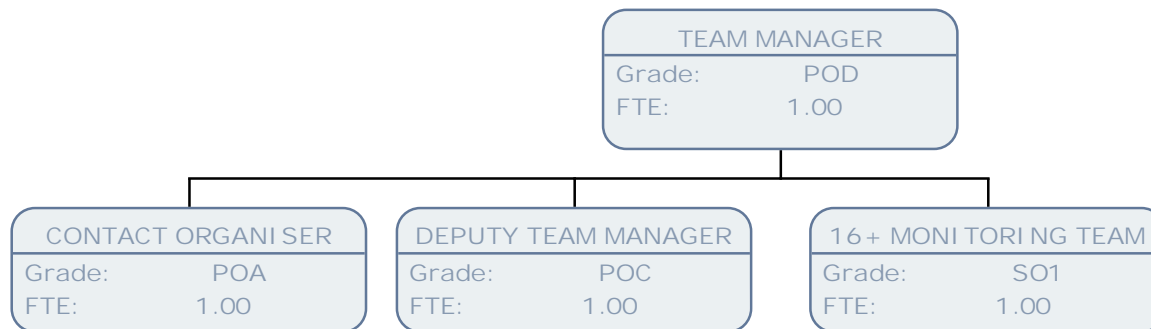 TEAM MANAGER
Grade: POD
FTE: 1.00
CONTACT ORGANISER
Grade: POA
FTE: 1.00
DEPUTY TEAM MANAGER
Grade: POC
FTE: 1.00
16+ MONITORING TEAM
Grade: SO1
FTE: 1.00